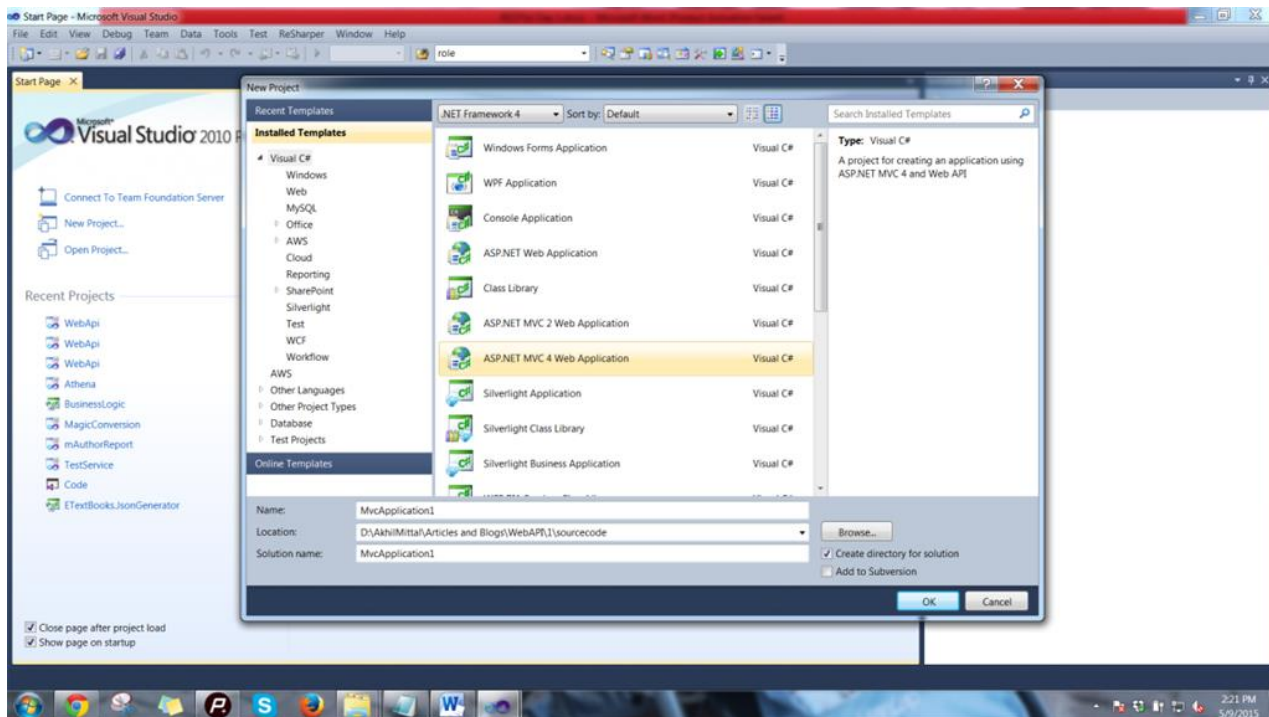 Start Page - Microsoft Visual Studio
File Edit View Debug Team Data Tools Test ReSharper Window Help
role
Start Page
Microsoft
Visual Studio 2010
Connect To Team Foundation Server
New Project...
Open Project...
Recent Projects
WebApi
WebApi
WebApi
Athena
BusinessLogic
MagicConversion
mAuthorReport
TestService
Code
ETextBooks.JsonGenerator
Close page after project load
Show page on startup
New Project
Recent Templates
Installed Templates
Visual C#
Windows
Web
MySQL
Office
AWS
Cloud
Reporting
SharePoint
Silverlight
Test
WCF
Workflow
AWS
Other Languages
Other Project Types
Database
Test Projects
Online Templates
.NET Framework 4 Sort by: Default
Windows Forms Application Visual C#
WPF Application Visual C#
Console Application Visual C#
ASP.NET Web Application Visual C#
Class Library Visual C#
ASP.NET MVC 2 Web Application Visual C#
ASP.NET MVC 4 Web Application Visual C#
Silverlight Application Visual C#
Silverlight Class Library Visual C#
Silverlight Business Application Visual C#
Search Installed Templates
Type: Visual C#
A project for creating an application using
ASP.NET MVC 4 and Web API
Name: MvcApplication1
Location: D:\AkhilMittal\Articles and Blogs\WebAPI\1\sourcecode
Browse...
Solution name: MvcApplication1
Create directory for solution
Add to Subversion
OK Cancel
2:21 PM
5/9/2015